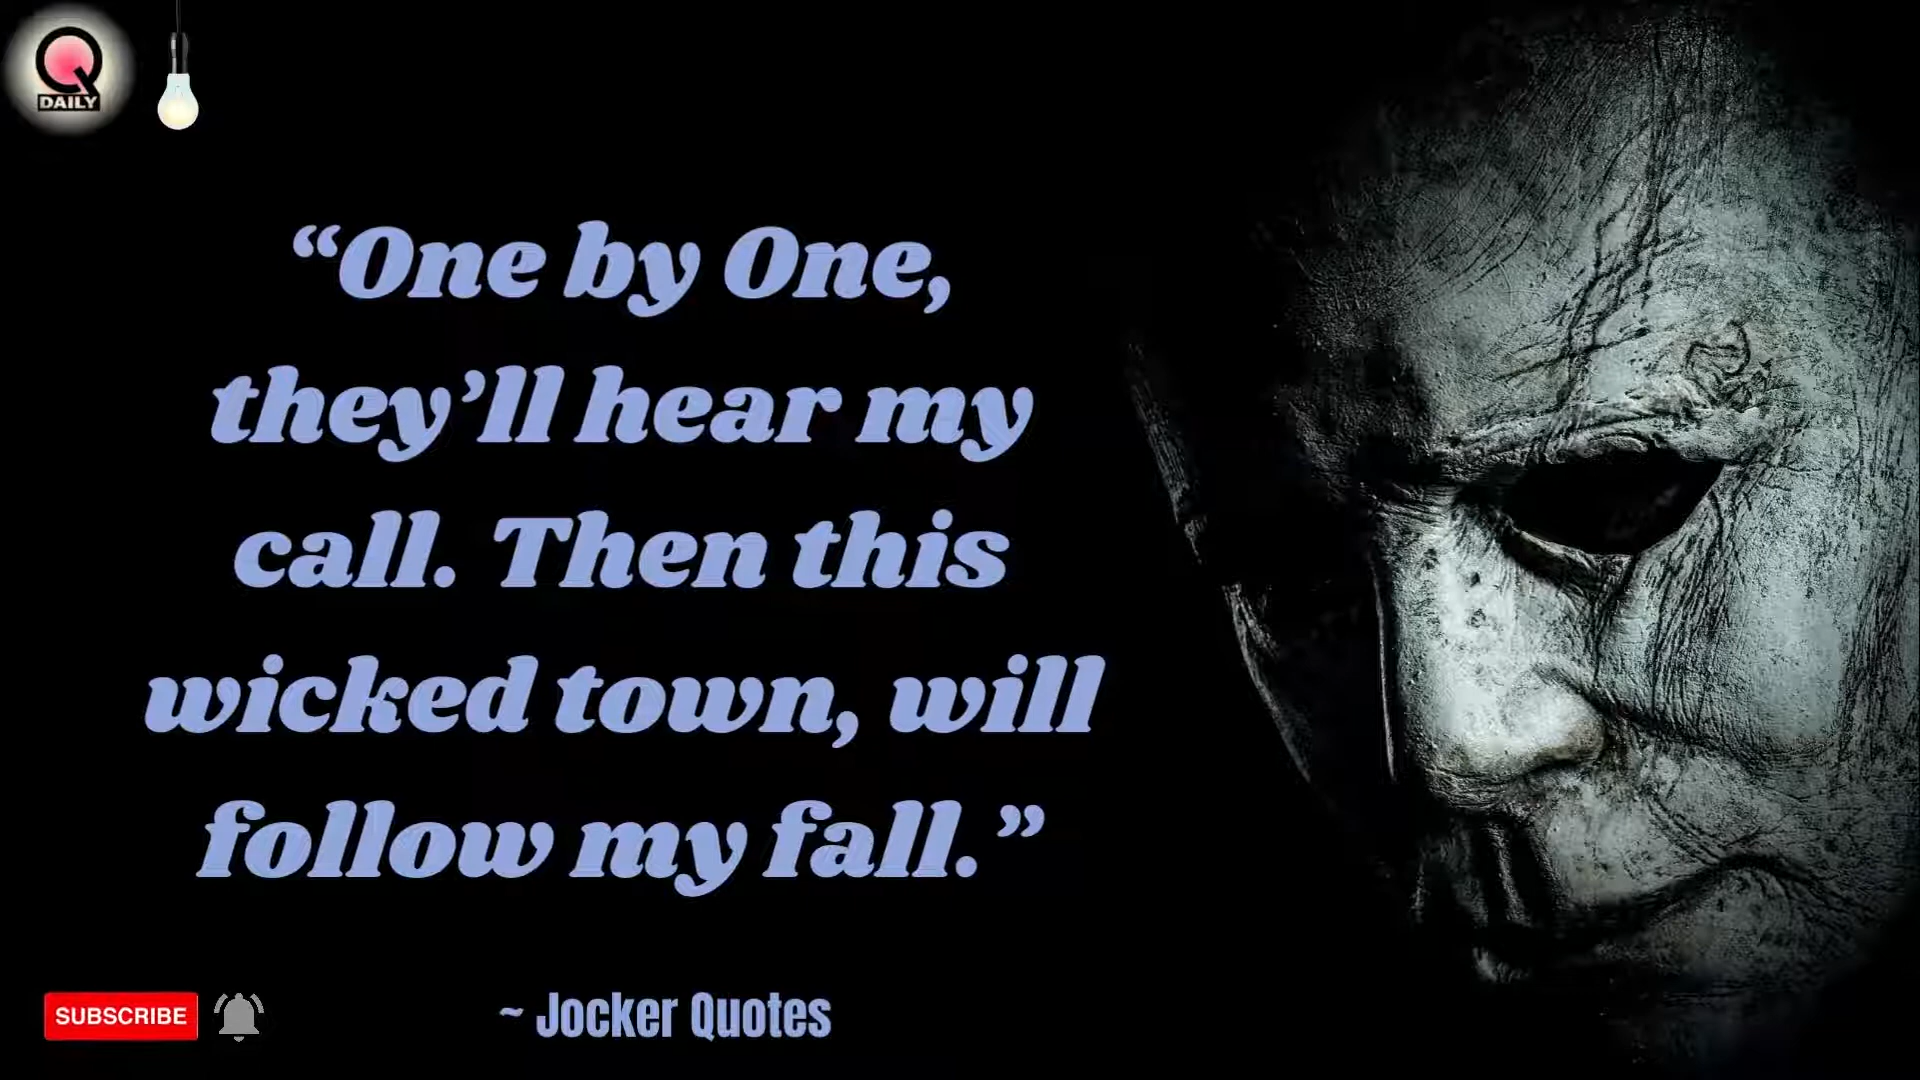 Q
DAILY
“One by One,
they’ll hear my
call. Then this
wicked town, will
follow my fall.”
~ Jocker Quotes
SUBSCRIBE